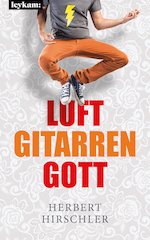 leykam:
LUFT
GITARREN
GOTT
HERBERT
HIRSCHLER